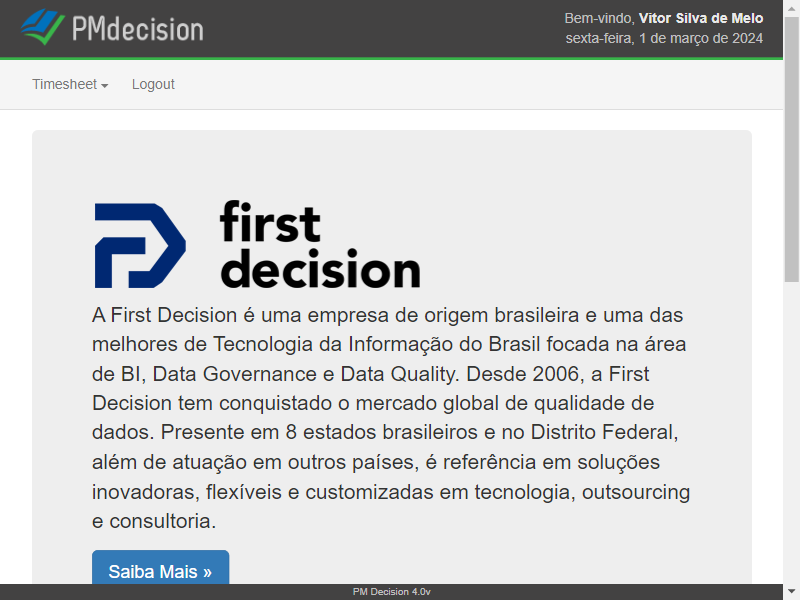 PMdecision
Bem-vindo, Vitor Silva de Melo
sexta-feira, 1 de março de 2024
Timesheet
Logout
first
decision
A First Decision é uma empresa de origem brasileira e uma das
melhores de Tecnologia da Informação do Brasil focada na área
de BI, Data Governance e Data Quality. Desde 2006, a First
Decision tem conquistado o mercado global de qualidade de
dados. Presente em 8 estados brasileiros e no Distrito Federal,
além de atuação em outros países, é referência em soluções
inovadoras, flexíveis e customizadas em tecnologia, outsourcing
e consultoria.
Saiba Mais »
PM Decision 4.0v